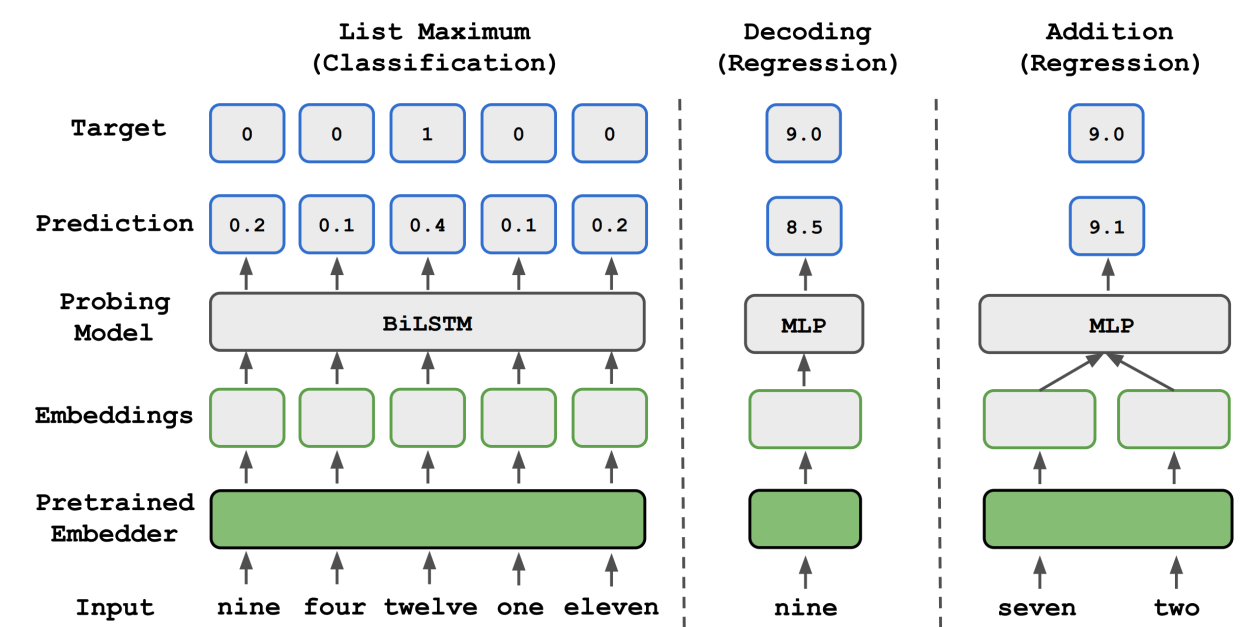 List Maximum
(Classification)
Decoding
(Regression)
Addition
(Regression)
Target
0 0 1 0 0
9.0
9.0
Prediction
0.2 0.1 0.4 0.1 0.2
8.5
9.1
Probing
Model
BiLSTM
MLP
MLP
Embeddings
Pretrained
Embedder
Input
nine four twelve one eleven
nine
seven two